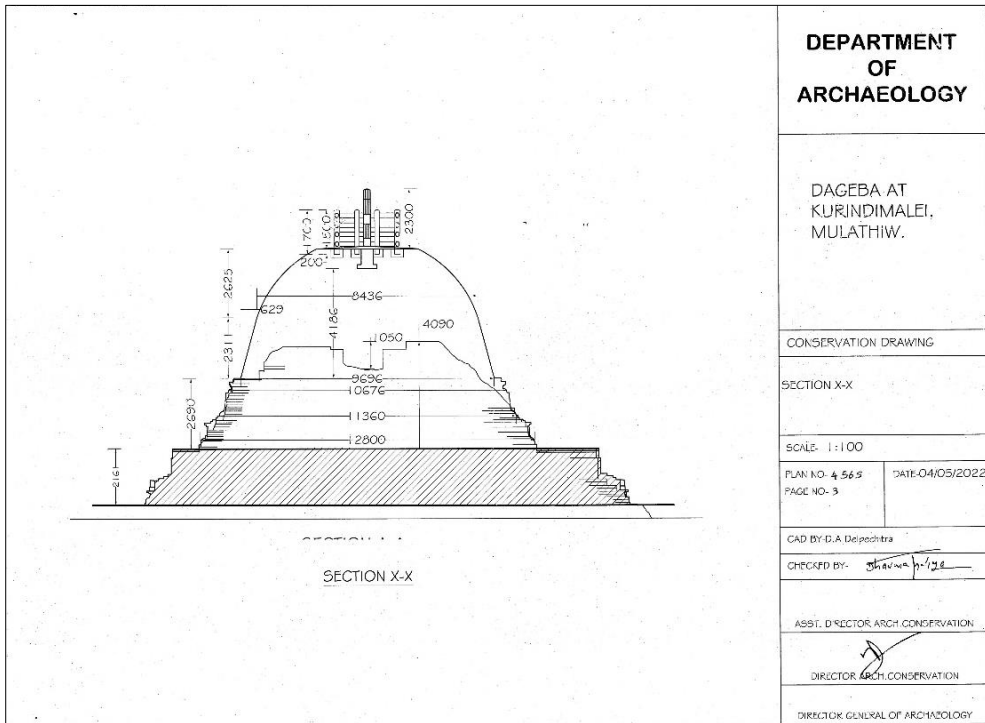 DEPARTMENT
OF
ARCHAEOLOGY
DAGEBA AT
KURINDIMALEI,
MULATHIW.
CONSERVATION DRAWING
SECTION X-X
SCALE- 1:100
PLAN NO- 4565
DATE-04/05/2022
PAGE NO- 3
CAD BY-D.A Delpechitra
CHECKED BY-
ASST. DIRECTOR ARCH.CONSERVATION
DIRECTOR ARCH.CONSERVATION
DIRECTOR GENERAL OF ARCHAEOLOGY
1700
1500
2300
200
2625
8436
629
4186
2311
1050
4090
9696
10676
11360
2690
12800
2161
SECTION X-X